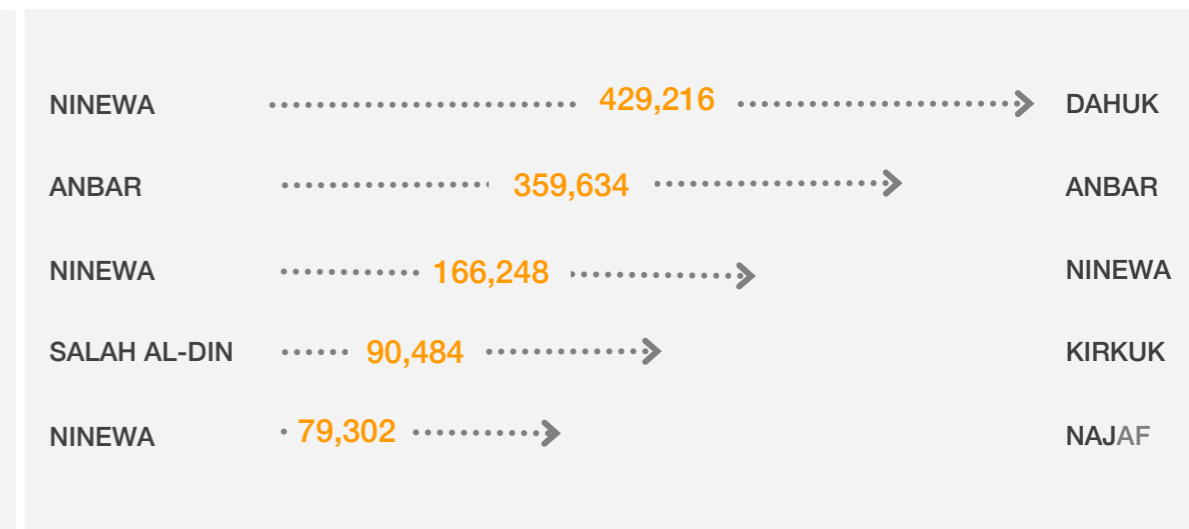 NINEWA 429,216 DAHUK
ANBAR 359,634 ANBAR
NINEWA 166,248 NINEWA
SALAH AL-DIN 90,484 KIRKUK
NINEWA 79,302 NAJAF